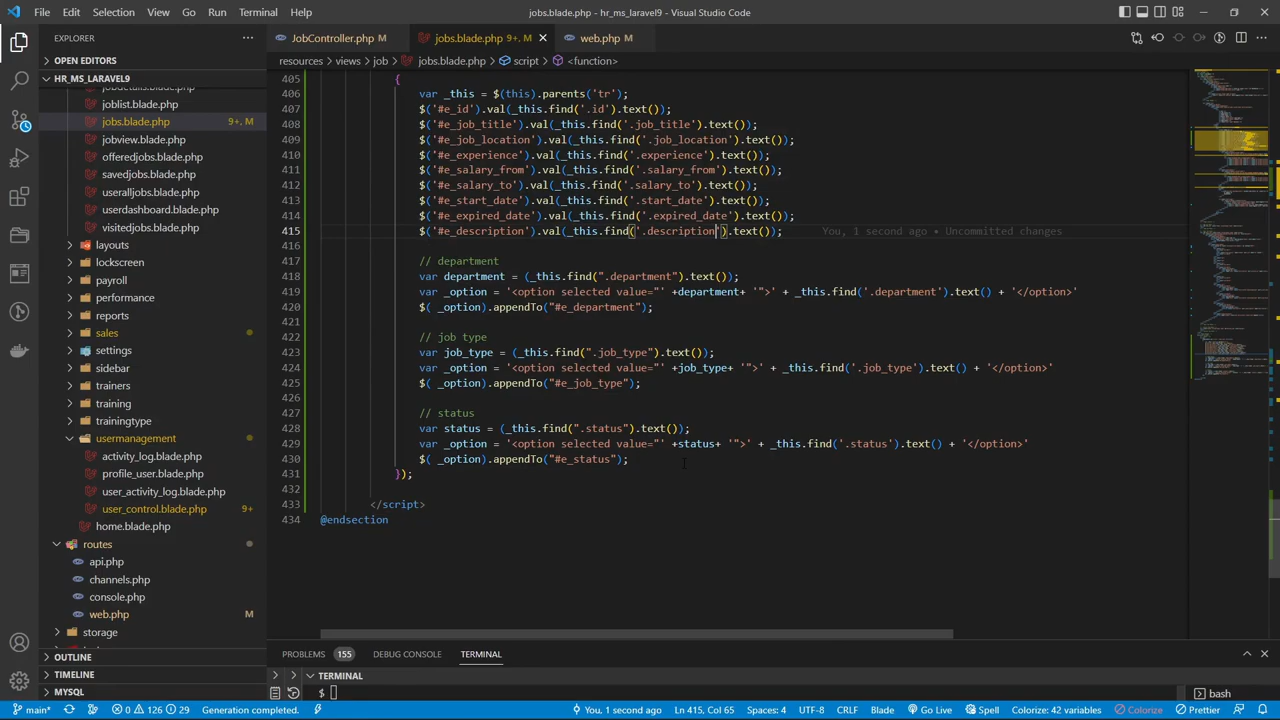 File Edit Selection View Go Run Terminal Help
jobs.blade.php - hr_ms_laravel9 - Visual Studio Code
EXPLORER
OPEN EDITORS
HR_MS_LARAVEL9
joblist.blade.php
jobs.blade.php 9+, M
jobview.blade.php
offeredjobs.blade.php
savedjobs.blade.php
useralljobs.blade.php
userdashboard.blade.php
visitedjobs.blade.php
layouts
lockscreen
payroll
performance
reports
sales
settings
sidebar
trainers
training
trainingtype
usermanagement
activity_log.blade.php
profile_user.blade.php
user_activity_log.blade.php
user_control.blade.php 9+
home.blade.php
routes
api.php
channels.php
console.php
web.php M
storage
OUTLINE
TIMELINE
MYSQL
JobController.php M jobs.blade.php 9+, M web.php M
resources > views > job > jobs.blade.php > script > <function>
405 {
406 var _this = $(this).parents('tr');
407 $('#e_id').val(_this.find('.id').text());
408 $('#e_job_title').val(_this.find('.job_title').text());
409 $('#e_job_location').val(_this.find('.job_location').text());
410 $('#e_experience').val(_this.find('.experience').text());
411 $('#e_salary_from').val(_this.find('.salary_from').text());
412 $('#e_salary_to').val(_this.find('.salary_to').text());
413 $('#e_start_date').val(_this.find('.start_date').text());
414 $('#e_expired_date').val(_this.find('.expired_date').text());
415 $('#e_description').val(_this.find('.description').text()); You, 1 second ago • Uncommitted changes
416
417 // department
418 var department = (_this.find(".department").text());
419 var _option = '<option selected value="' +department+ '">' + _this.find('.department').text() + '</option>'
420 $( _option).appendTo("#e_department");
421
422 // job type
423 var job_type = (_this.find(".job_type").text());
424 var _option = '<option selected value="' +job_type+ '">' + _this.find('.job_type').text() + '</option>'
425 $( _option).appendTo("#e_job_type");
426
427 // status
428 var status = (_this.find(".status").text());
429 var _option = '<option selected value="' +status+ '">' + _this.find('.status').text() + '</option>'
430 $( _option).appendTo("#e_status");
431 });
432
433 </script>
434 @endsection
PROBLEMS 155 DEBUG CONSOLE TERMINAL
TERMINAL
$
bash
main* 0 126 29 Generation completed. You, 1 second ago Ln 415, Col 65 Spaces: 4 UTF-8 CRLF Blade Go Live Spell Colorize: 42 variables Colorize Prettier